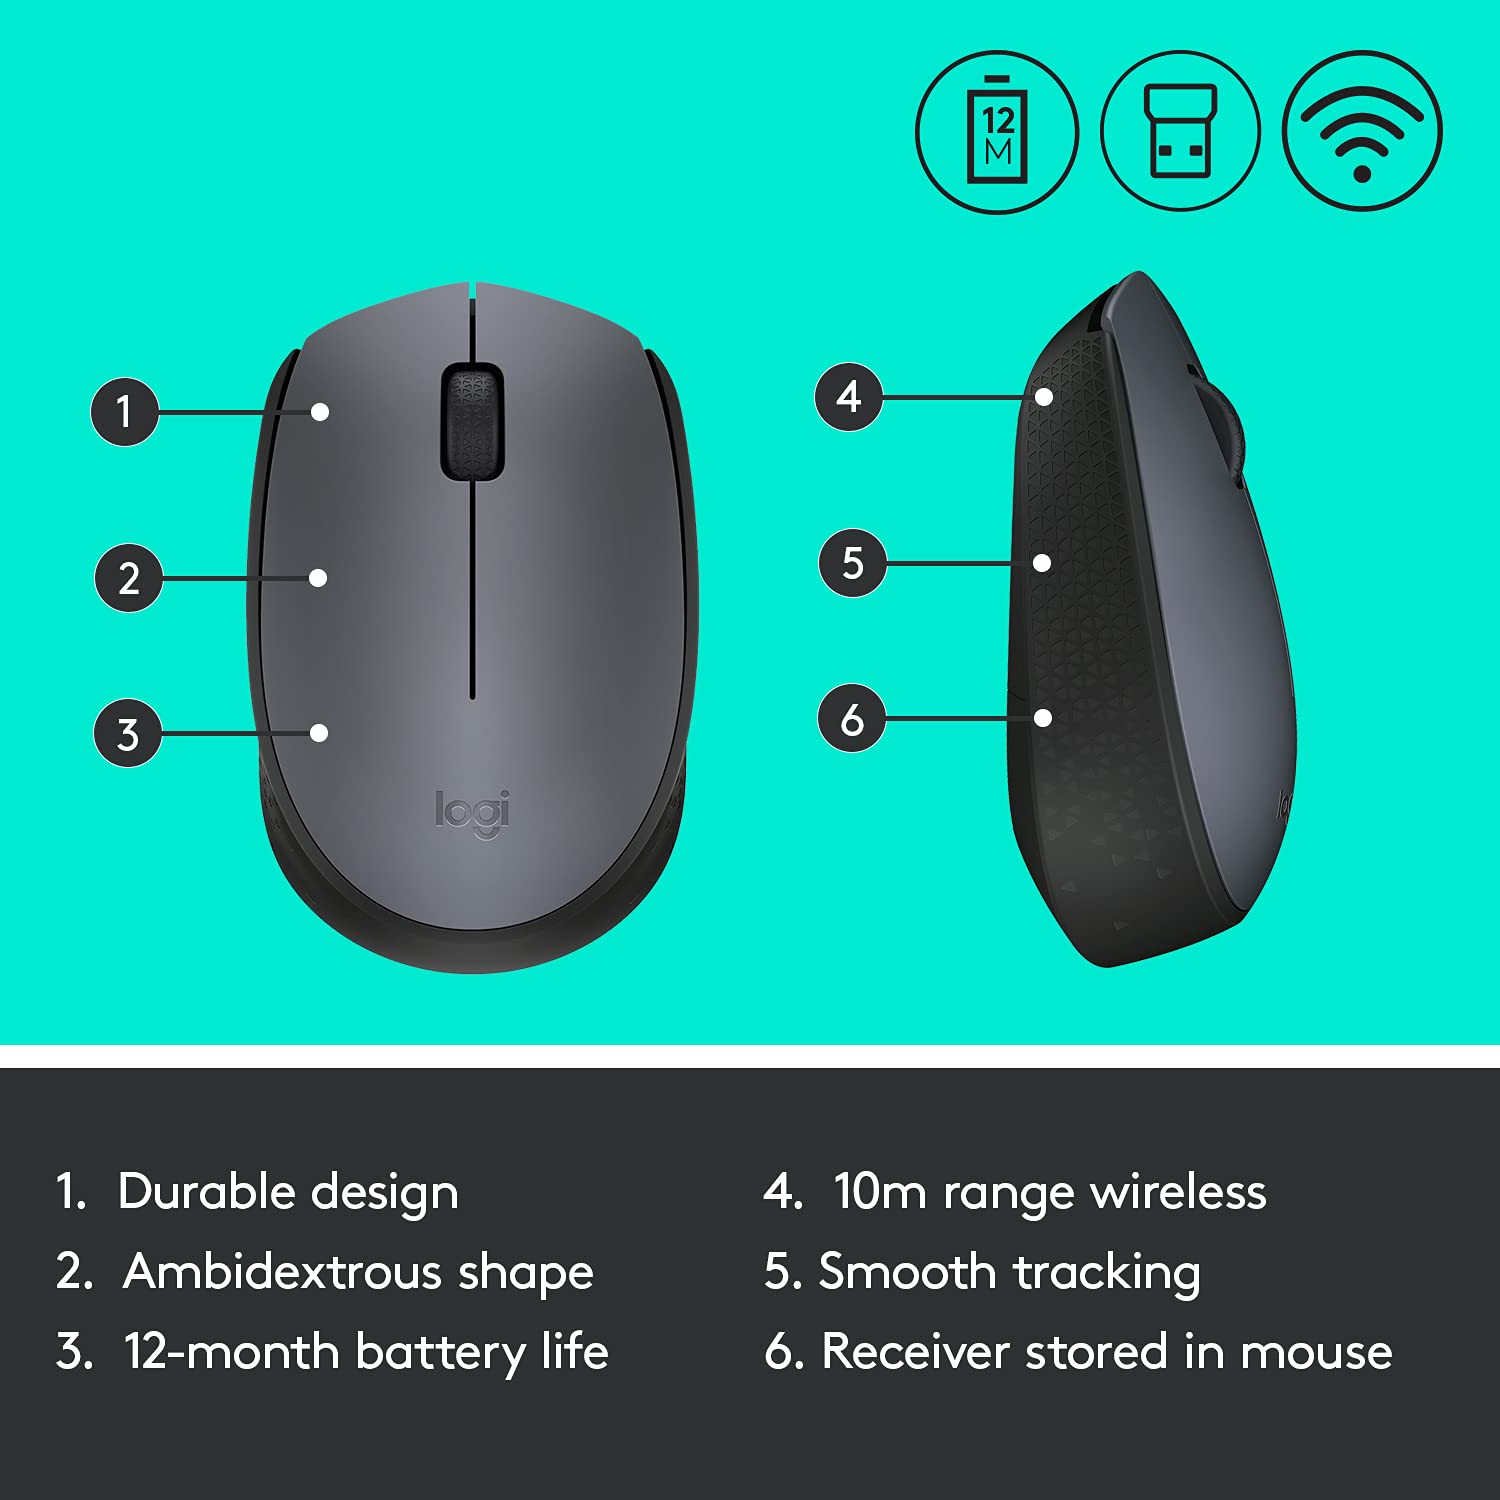 12
M
1
2
3
4
5
6
logi
log
1. Durable design
2. Ambidextrous shape
3. 12-month battery life
4. 10m range wireless
5. Smooth tracking
6. Receiver stored in mouse